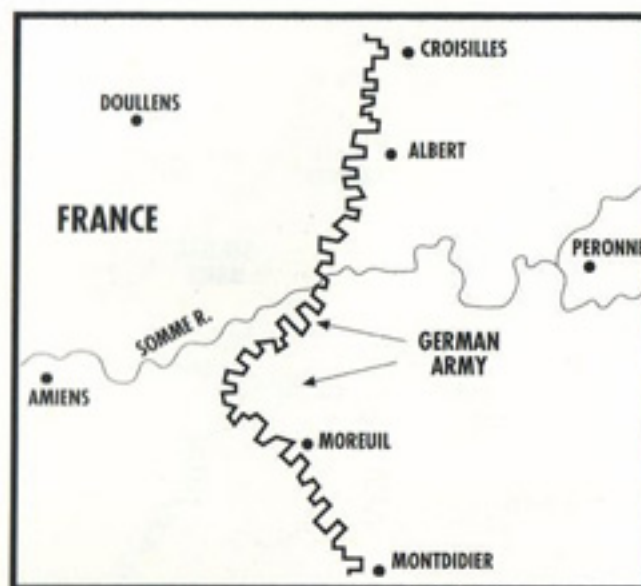 CROISILLES
DOULLENS
ALBERT
FRANCE
PERONNE
SOMME R.
GERMAN
ARMY
AMIENS
MOREUIL
MONTDIDIER